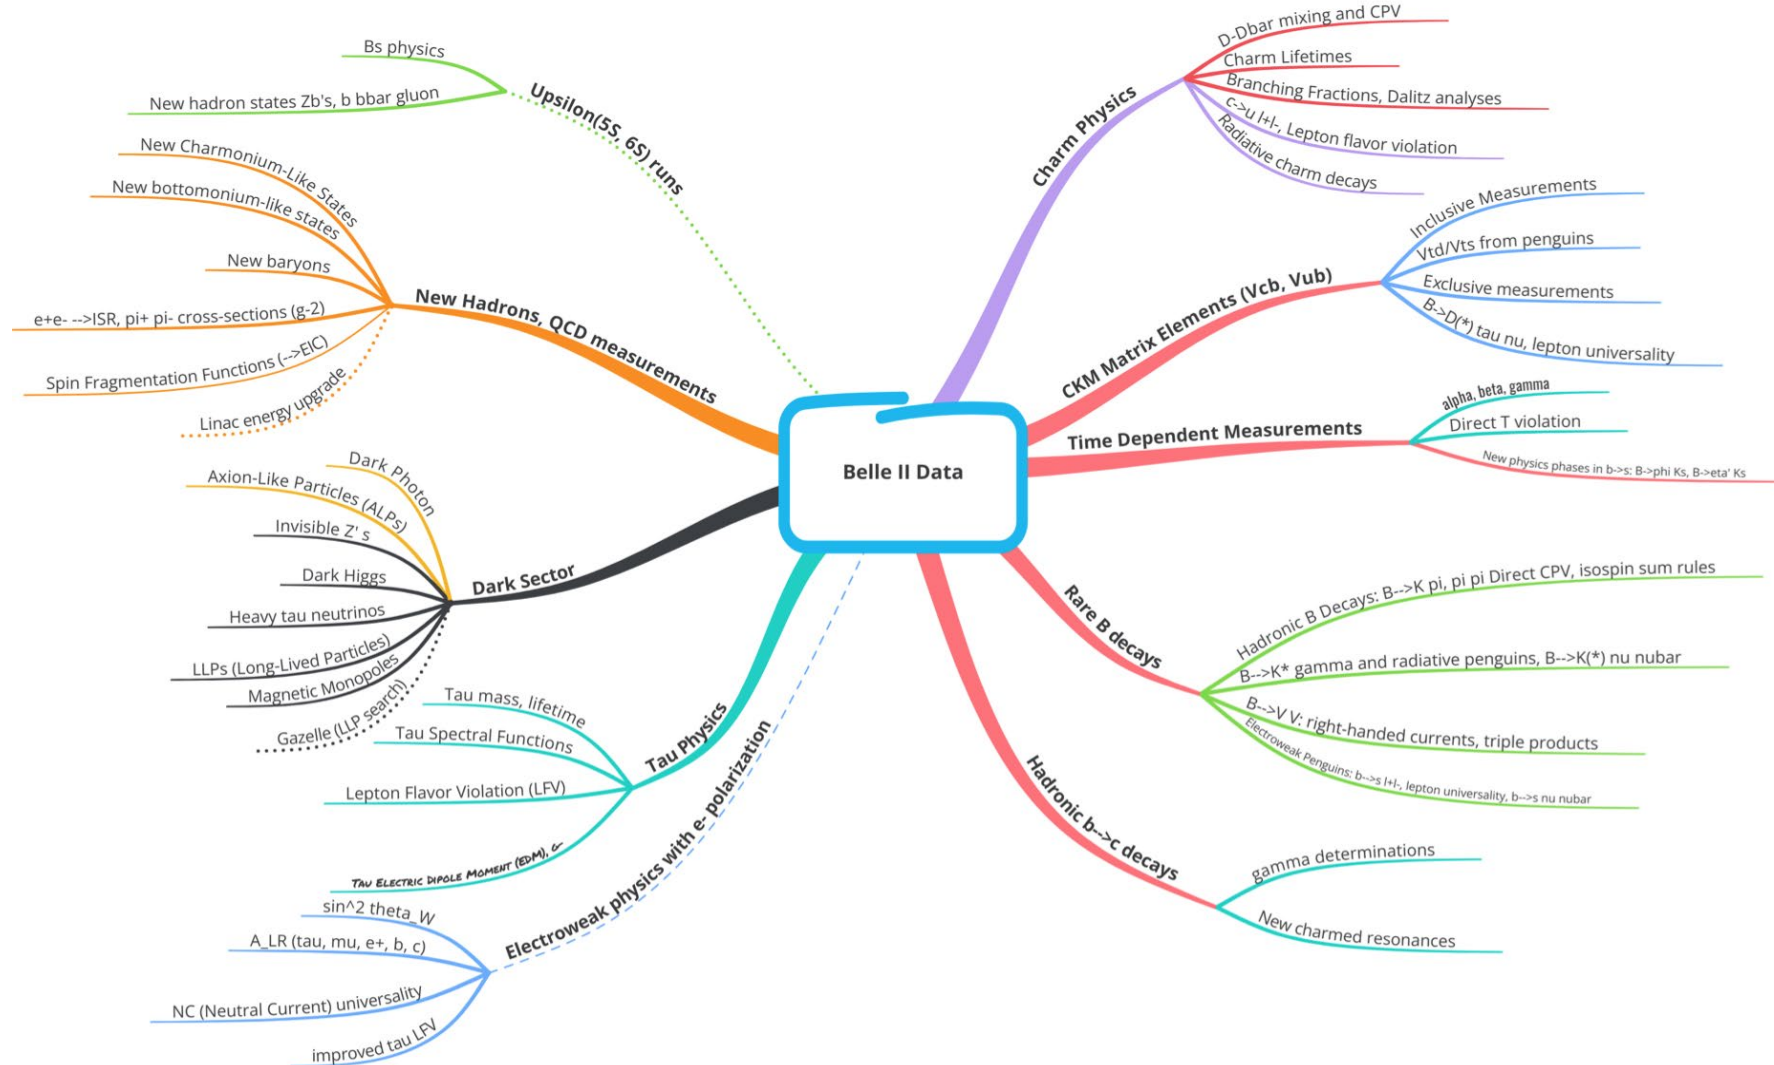 Belle II Data
Upsilon(5S, 6S) runs
Bs physics
New hadron states Zb's, b bbar gluon
New Hadrons, QCD measurements
New Charmonium-Like States
New bottomonium-like states
New baryons
e+e- -->ISR, pi+ pi- cross-sections (g-2)
Spin Fragmentation Functions (-->EIC)
Linac energy upgrade
Dark Sector
Dark Photon
Axion-Like Particles (ALPs)
Invisible Z' s
Dark Higgs
Heavy tau neutrinos
LLPs (Long-Lived Particles)
Magnetic Monopoles
Gazelle (LLP search)
Tau Physics
Tau mass, lifetime
Tau Spectral Functions
Lepton Flavor Violation (LFV)
Tau Electric dipole Moment (EDM),
Electroweak physics with e- polarization
sin^2 theta_W
A_LR (tau, mu, e+, b, c)
NC (Neutral Current) universality
improved tau LFV
Charm Physics
D-Dbar mixing and CPV
Charm Lifetimes
Branching Fractions, Dalitz analyses
c->u l+l-, Lepton flavor violation
Radiative charm decays
CKM Matrix Elements (Vcb, Vub)
Inclusive Measurements
Vtd/Vts from penguins
Exclusive measurements
B->D(*) tau nu, lepton universality
Time Dependent Measurements
alpha, beta, gamma
Direct T violation
New physics phases in b->s: B->phi Ks, B->eta' Ks
Rare B decays
Hadronic B Decays: B-->K pi, pi pi Direct CPV, isospin sum rules
B-->K* gamma and radiative penguins, B-->K(*) nu nubar
B-->V V: right-handed currents, triple products
Electroweak Penguins: b-->s l+l-, lepton universality, b-->s nu nubar
Hadronic b-->c decays
gamma determinations
New charmed resonances